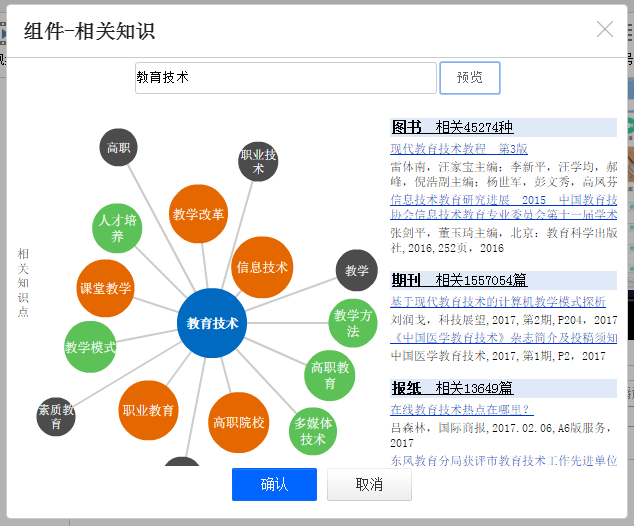 组件-相关知识
教育技术
预览
相关知识点
高职
职业技
术
教学改革
人才培
养
信息技术
教学
课堂教学
教育技术
教学方
法
教学模式
高职教
育
素质教
育
职业教育
高职院校
多媒体
技术
图书 相关45274种
现代教育技术教程 第3版
雷体南，汪家宝主编；李新平，汪学均，郝
峰，倪浩副主编；杨世军，彭文秀，高凤芬
信息技术教育研究进展 2015 中国教育技
协会信息技术教育专业委员会第十一届学术
张剑平，董玉琦主编，北京：教育科学出版
社,2016,252页，2016
期刊 相关1557054篇
基于现代教育技术的计算机教学模式探析
刘润戈，科技展望,2017,第2期,P204，2017
《中国医学教育技术》杂志简介及投稿须知
中国医学教育技术,2017,第1期,P2，2017
报纸 相关13649篇
在线教育技术热点在哪里？
吕森林，国际商报,2017.02.06,A6版服务，
2017
东风教育分局获评市教育技术工作先进单位
确认
取消